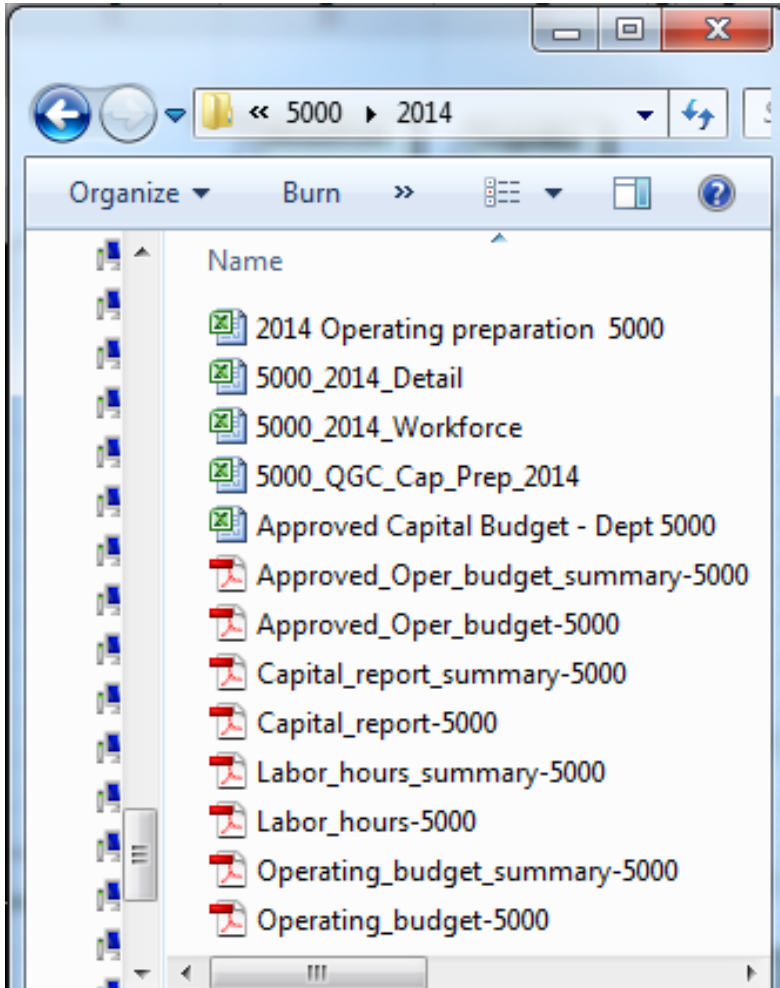 « 5000 ▸ 2014
Organize Burn »
Name
2014 Operating preparation  5000
5000_2014_Detail
5000_2014_Workforce
5000_QGC_Cap_Prep_2014
Approved Capital Budget - Dept 5000
Approved_Oper_budget_summary-5000
Approved_Oper_budget-5000
Capital_report_summary-5000
Capital_report-5000
Labor_hours_summary-5000
Labor_hours-5000
Operating_budget_summary-5000
Operating_budget-5000